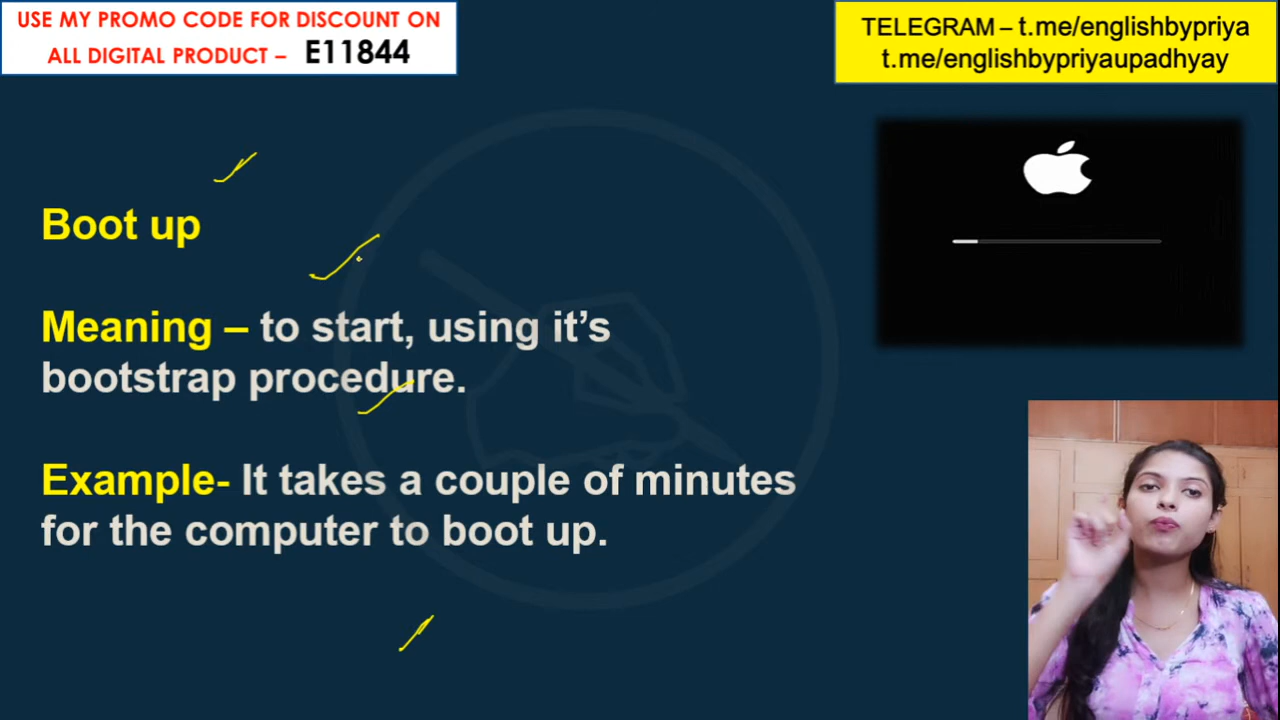 USE MY PROMO CODE FOR DISCOUNT ON
ALL DIGITAL PRODUCT – E11844
TELEGRAM – t.me/englishbypriya
t.me/englishbypriyaupadhyay
Boot up
Meaning – to start, using it’s
bootstrap procedure.
Example- It takes a couple of minutes
for the computer to boot up.